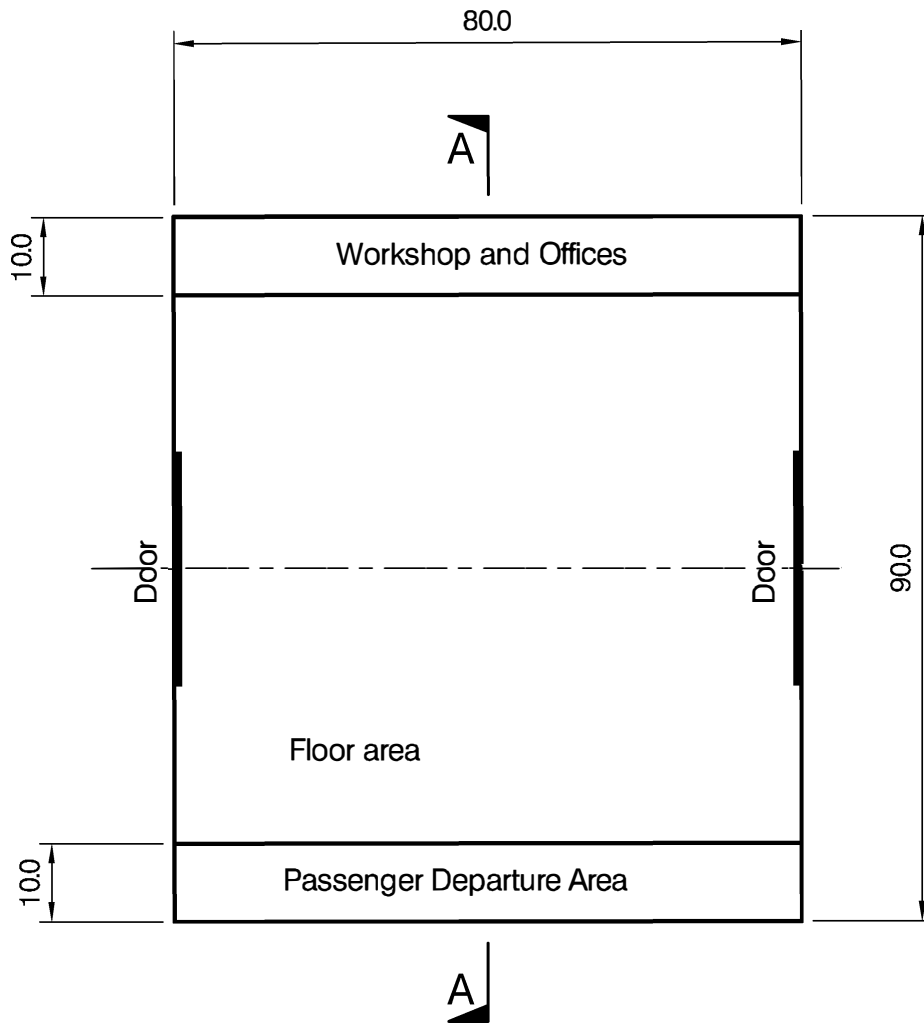 80.0
A
10.0
Workshop and Offices
Door
Door
90.0
Floor area
10.0
Passenger Departure Area
A